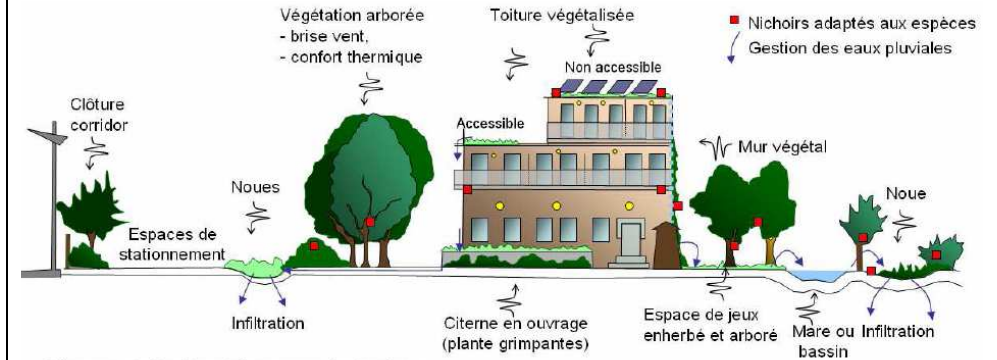 Végétation arborée
- brise vent,
- confort thermique
Toiture végétalisée
Nichoirs adaptés aux espèces
Gestion des eaux pluviales
Non accessible
Clôture
corridor
Accessible
Mur végétal
Noues
Noue
Espaces de
stationnement
Infiltration
Citerne en ouvrage
(plante grimpantes)
Espace de jeux
enherbé et arboré
Mare ou
bassin
Infiltration